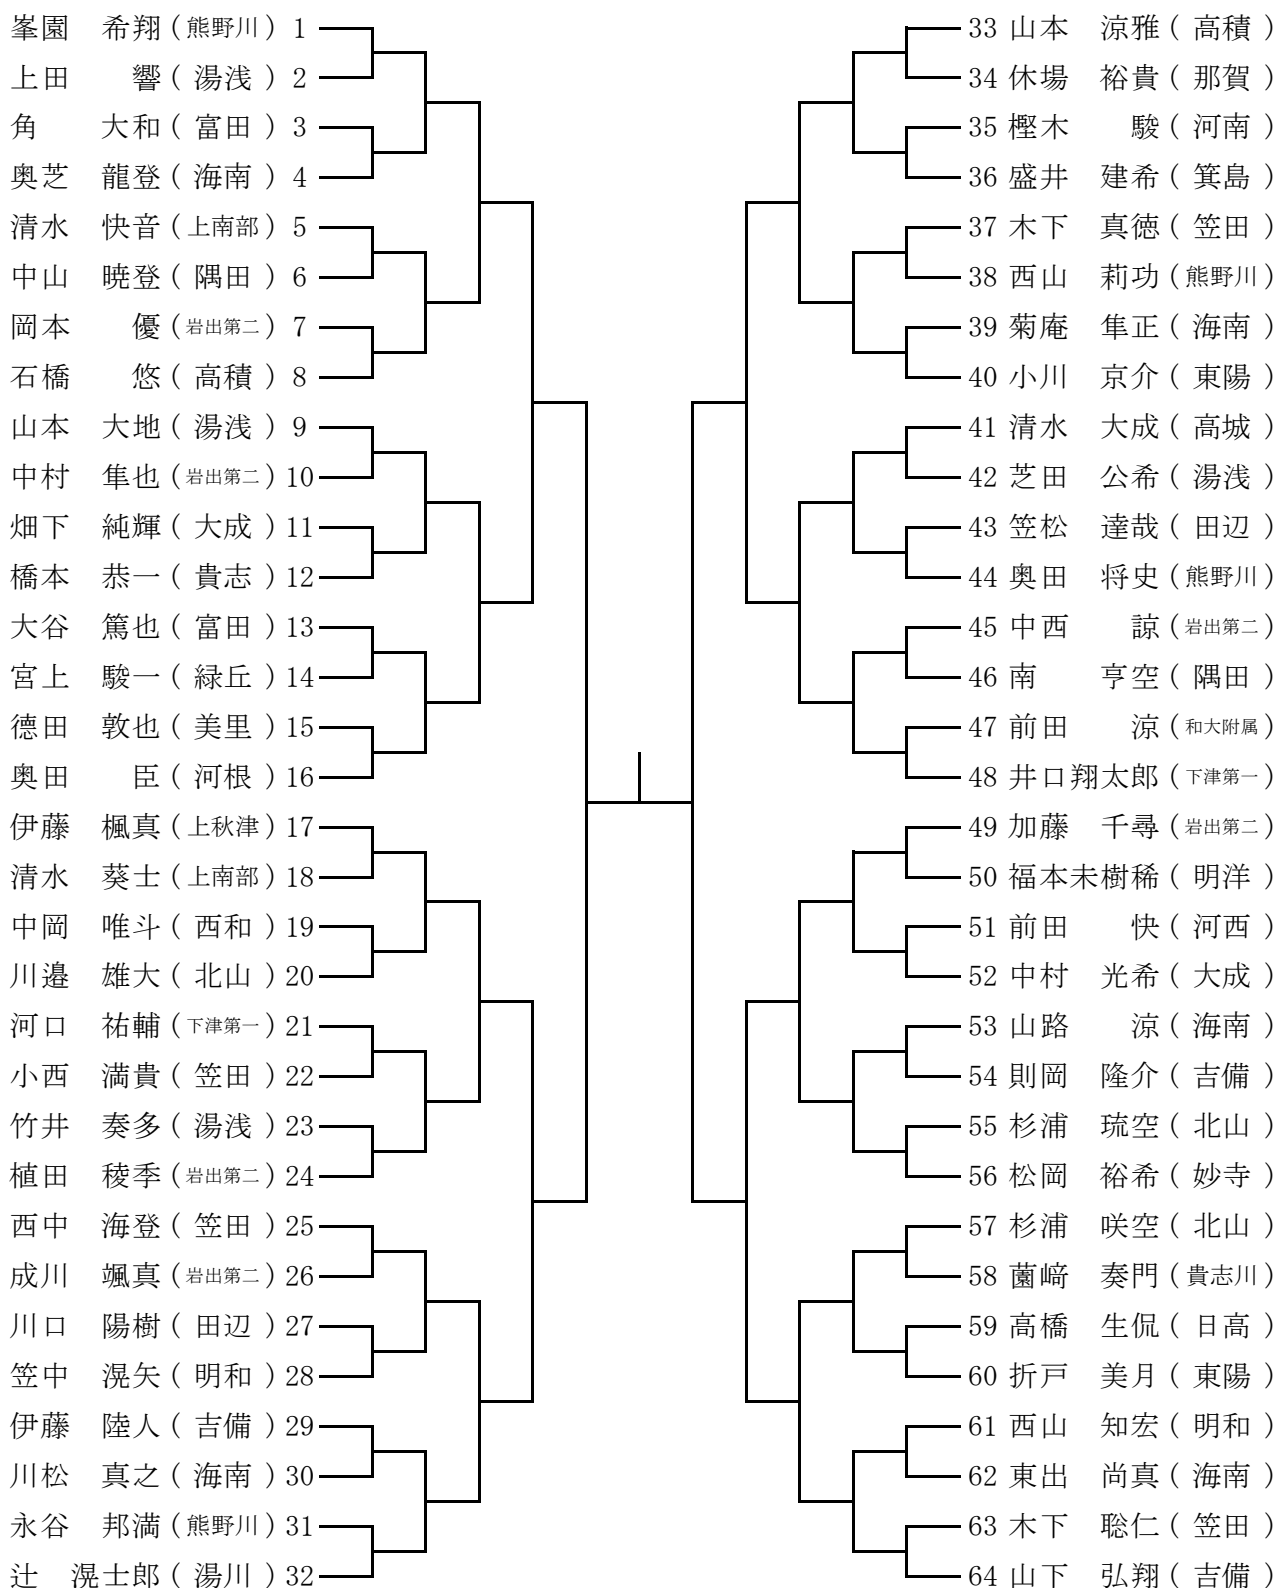 峯園　希翔 ( 熊野川 ) 1
上田　　響 ( 湯浅 ) 2
角　　大和 ( 富田 ) 3
奥芝　龍登 ( 海南 ) 4
清水　快音 ( 上南部 ) 5
中山　暁登 ( 隅田 ) 6
岡本　　優 ( 岩出第二 ) 7
石橋　　悠 ( 高積 ) 8
山本　大地 ( 湯浅 ) 9
中村　隼也 ( 岩出第二 ) 10
畑下　純輝 ( 大成 ) 11
橋本　恭一 ( 貴志 ) 12
大谷　篤也 ( 富田 ) 13
宮上　駿一 ( 緑丘 ) 14
德田　敦也 ( 美里 ) 15
奥田　　臣 ( 河根 ) 16
伊藤　楓真 ( 上秋津 ) 17
清水　葵士 ( 上南部 ) 18
中岡　唯斗 ( 西和 ) 19
川邉　雄大 ( 北山 ) 20
河口　祐輔 ( 下津第一 ) 21
小西　満貴 ( 笠田 ) 22
竹井　奏多 ( 湯浅 ) 23
植田　稜季 ( 岩出第二 ) 24
西中　海登 ( 笠田 ) 25
成川　颯真 ( 岩出第二 ) 26
川口　陽樹 ( 田辺 ) 27
笠中　滉矢 ( 明和 ) 28
伊藤　陸人 ( 吉備 ) 29
川松　真之 ( 海南 ) 30
永谷　邦満 ( 熊野川 ) 31
辻　滉士郎 ( 湯川 ) 32
33 山本　涼雅 ( 高積 )
34 休場　裕貴 ( 那賀 )
35 樫木　　駿 ( 河南 )
36 盛井　建希 ( 箕島 )
37 木下　真徳 ( 笠田 )
38 西山　莉功 ( 熊野川 )
39 菊庵　隼正 ( 海南 )
40 小川　京介 ( 東陽 )
41 清水　大成 ( 高城 )
42 芝田　公希 ( 湯浅 )
43 笠松　達哉 ( 田辺 )
44 奥田　将史 ( 熊野川 )
45 中西　　諒 ( 岩出第二 )
46 南　　亨空 ( 隅田 )
47 前田　　涼 ( 和大附属 )
48 井口翔太郎 ( 下津第一 )
49 加藤　千尋 ( 岩出第二 )
50 福本未樹稀 ( 明洋 )
51 前田　　快 ( 河西 )
52 中村　光希 ( 大成 )
53 山路　　涼 ( 海南 )
54 則岡　隆介 ( 吉備 )
55 杉浦　琉空 ( 北山 )
56 松岡　裕希 ( 妙寺 )
57 杉浦　咲空 ( 北山 )
58 薗﨑　奏門 ( 貴志川 )
59 高橋　生侃 ( 日高 )
60 折戸　美月 ( 東陽 )
61 西山　知宏 ( 明和 )
62 東出　尚真 ( 海南 )
63 木下　聡仁 ( 笠田 )
64 山下　弘翔 ( 吉備 )